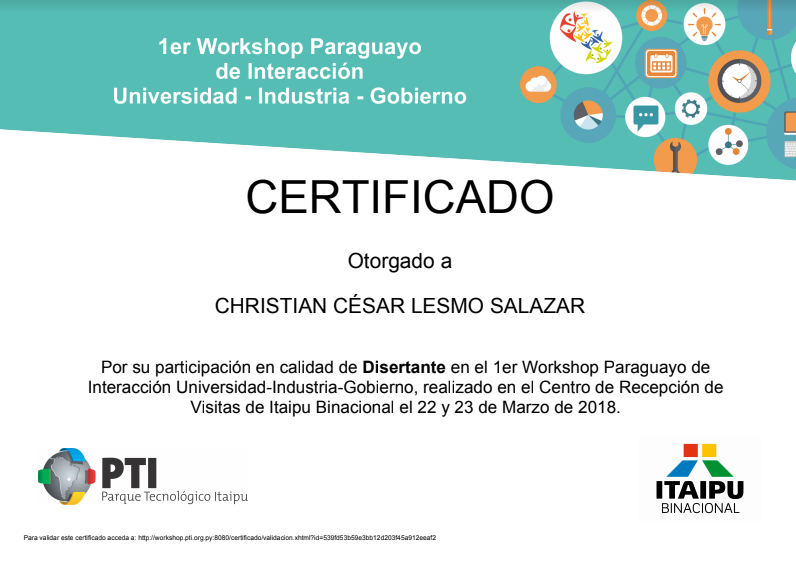 1er Workshop Paraguayo
de Interacción
Universidad - Industria - Gobierno
CERTIFICADO
Otorgado a
CHRISTIAN CÉSAR LESMO SALAZAR
Por su participación en calidad de Disertante en el 1er Workshop Paraguayo de
Interacción Universidad-Industria-Gobierno, realizado en el Centro de Recepción de
Visitas de Itaipu Binacional el 22 y 23 de Marzo de 2018.
PTI
Parque Tecnológico Itaipu
ITAIPU
BINACIONAL
Para validar este certificado acceda a: http://workshop.pti.org.py:8080/certificado/validacion.xhtml?id=539fd53b59e3bb12d203f45a912eeaf2